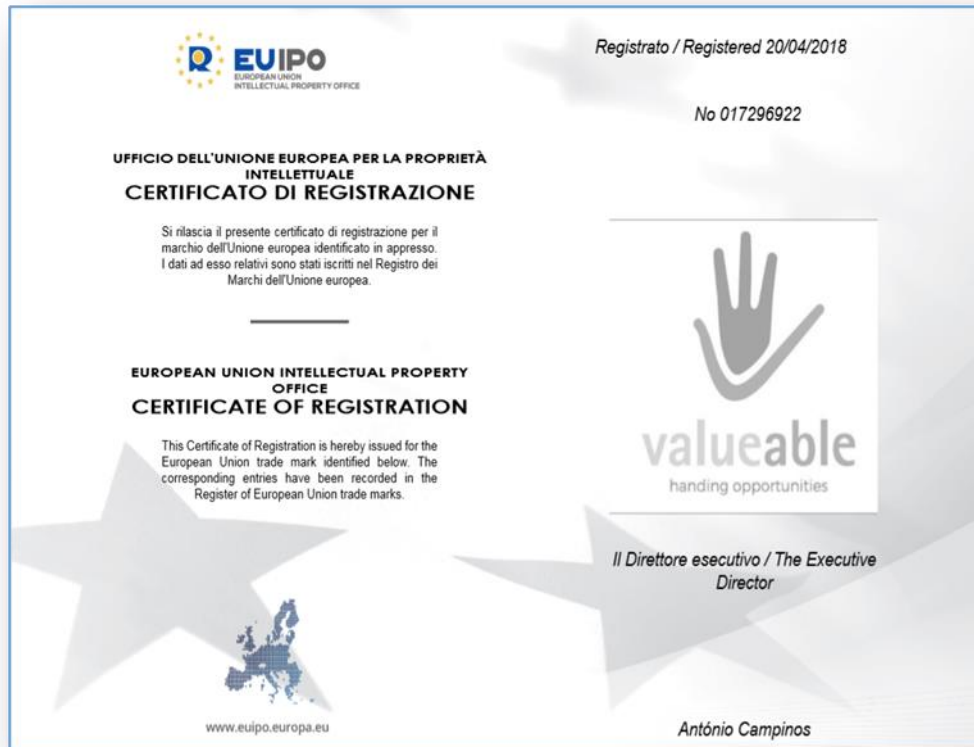 EUIPO
EUROPEAN UNION
INTELLECTUAL PROPERTY OFFICE
UFFICIO DELL'UNIONE EUROPEA PER LA PROPRIETÀ
INTELLETTUALE
CERTIFICATO DI REGISTRAZIONE
Si rilascia il presente certificato di registrazione per il
marchio dell'Unione europea identificato in appresso.
I dati ad esso relativi sono stati iscritti nel Registro dei
Marchi dell'Unione europea.
EUROPEAN UNION INTELLECTUAL PROPERTY
OFFICE
CERTIFICATE OF REGISTRATION
This Certificate of Registration is hereby issued for the
European Union trade mark identified below. The
corresponding entries have been recorded in the
Register of European Union trade marks.
www.euipo.europa.eu
Registrato / Registered 20/04/2018
No 017296922
valueable
handing opportunities
Il Direttore esecutivo / The Executive
Director
António Campinos